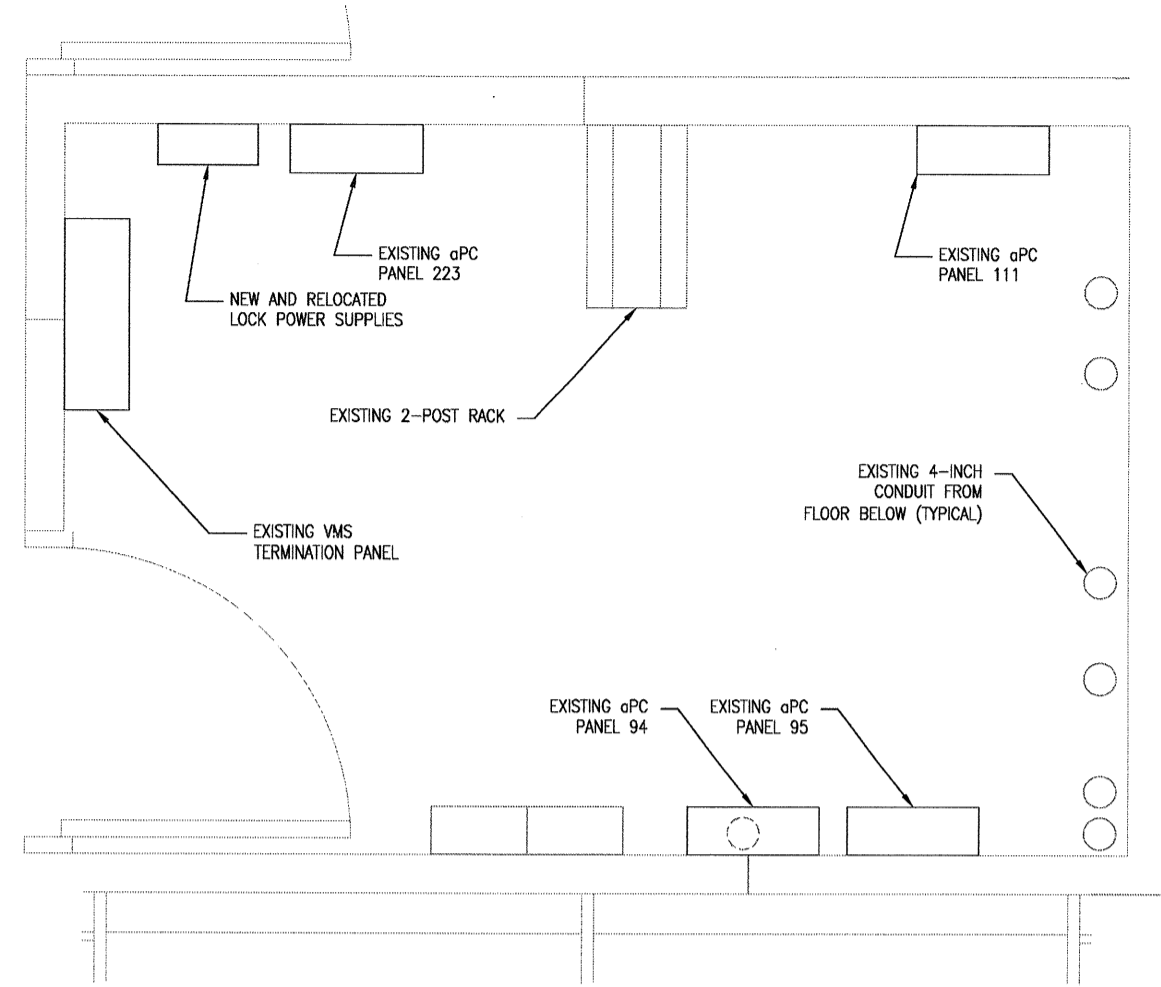 EXISTING aPC
PANEL 223
NEW AND RELOCATED
LOCK POWER SUPPLIES
EXISTING aPC
PANEL 111
EXISTING 2-POST RACK
EXISTING 4-INCH
CONDUIT FROM
FLOOR BELOW (TYPICAL)
EXISTING VMS
TERMINATION PANEL
EXISTING aPC
PANEL 94
EXISTING aPC
PANEL 95